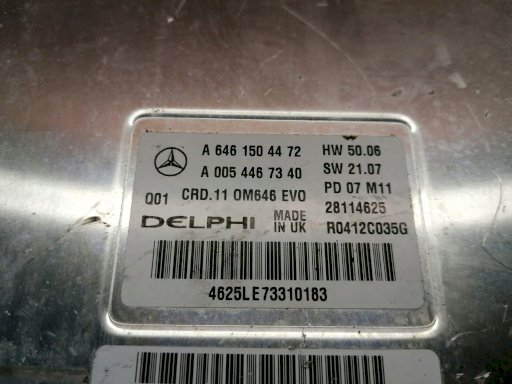 A 646 150 44 72 HW 50.06
A 005 446 73 40 SW 21.07
Q01 CRD.11 OM646 EVO PD 07 M11
DELPHI MADE IN UK 28114625
R0412C035G
4625LE73310183